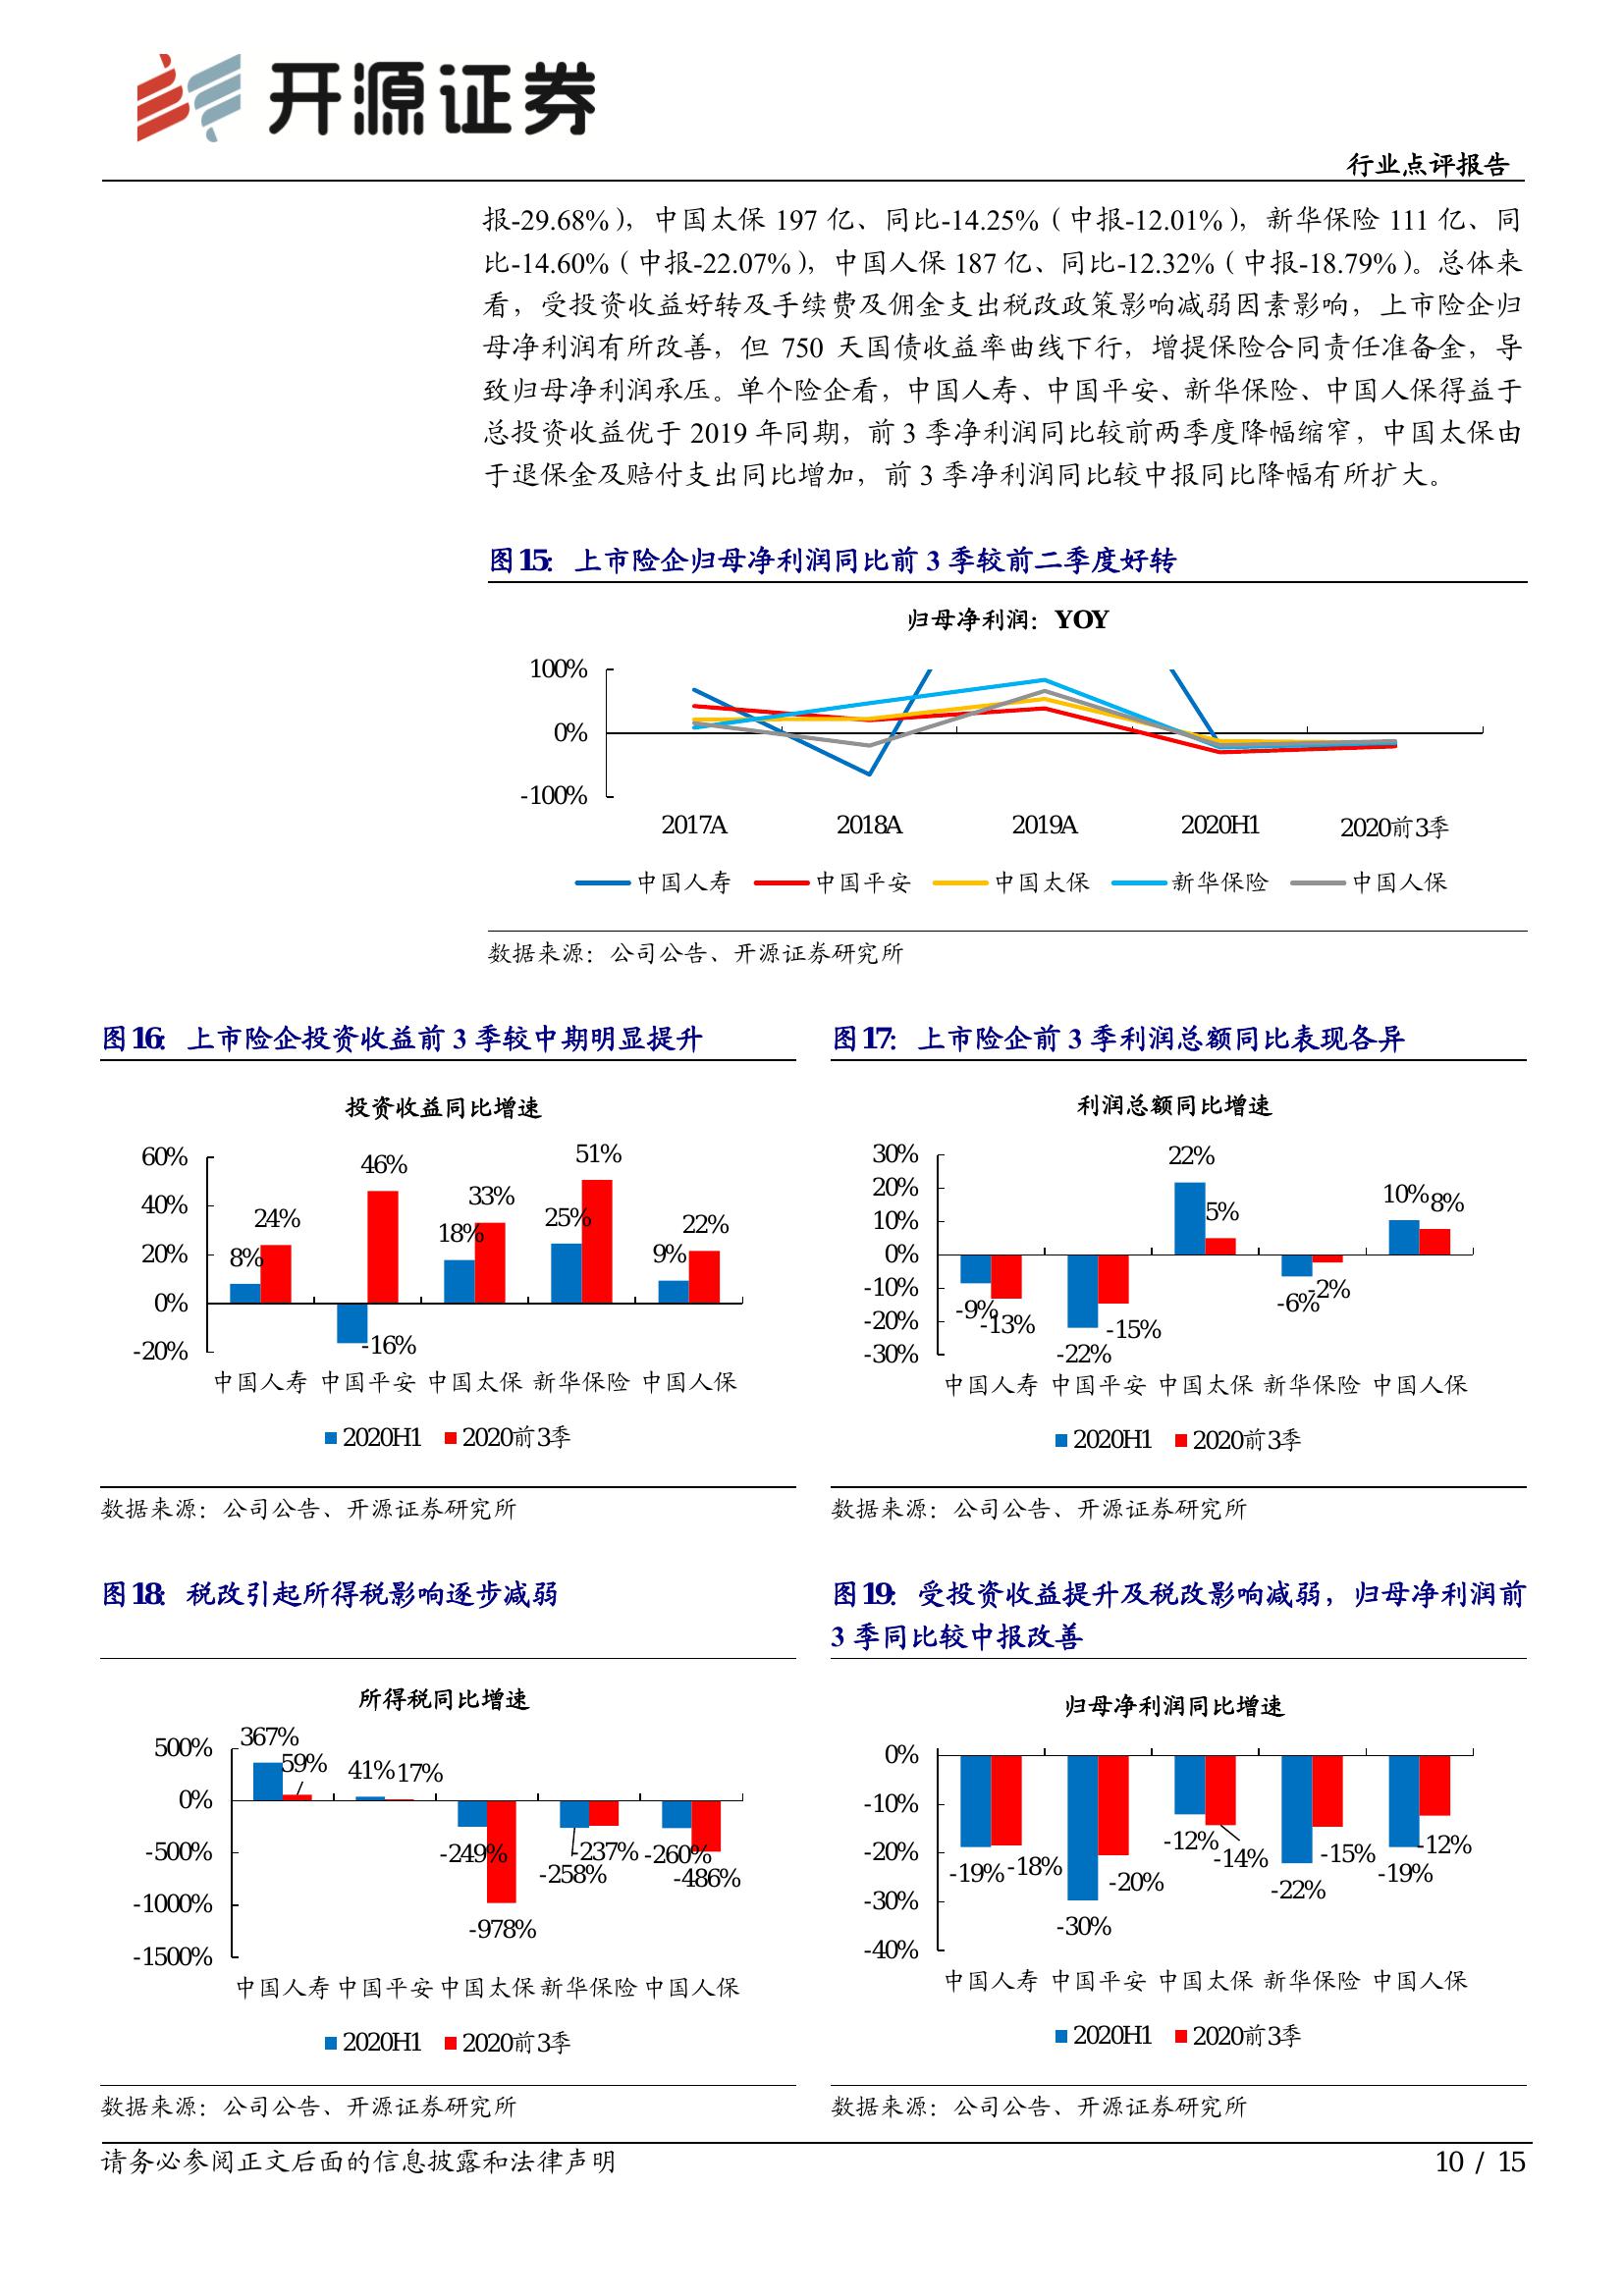 开源证券
行业点评报告
报-29.68%），中国太保 197 亿、同比-14.25%（中报-12.01%），新华保险 111 亿、同
比-14.60%（中报-22.07%），中国人保 187 亿、同比-12.32%（中报-18.79%）。总体来
看，受投资收益好转及手续费及佣金支出税改政策影响减弱因素影响，上市险企归
母净利润有所改善，但 750 天国债收益率曲线下行，增提保险合同责任准备金，导
致归母净利润承压。单个险企看，中国人寿、中国平安、新华保险、中国人保得益于
总投资收益优于 2019 年同期，前 3 季净利润同比较前两季度降幅缩窄，中国太保由
于退保金及赔付支出同比增加，前 3 季净利润同比较中报同比降幅有所扩大。
图15： 上市险企归母净利润同比前 3 季较前二季度好转
归母净利润：YOY
100%
0%
-100%
2017A 2018A 2019A 2020H1 2020前3季
中国人寿 中国平安 中国太保 新华保险 中国人保
数据来源：公司公告、开源证券研究所
图16： 上市险企投资收益前 3 季较中期明显提升
投资收益同比增速
60%
40%
20%
0%
-20%
8% 24% -16% 46% 18% 33% 25% 51% 9% 22%
中国人寿 中国平安 中国太保 新华保险 中国人保
2020H1 2020前3季
数据来源：公司公告、开源证券研究所
图17： 上市险企前 3 季利润总额同比表现各异
利润总额同比增速
30%
20%
10%
0%
-10%
-20%
-30%
-9% -13% -22% -15% 22% 5% -6% -2% 10% 8%
中国人寿 中国平安 中国太保 新华保险 中国人保
2020H1 2020前3季
数据来源：公司公告、开源证券研究所
图18： 税改引起所得税影响逐步减弱
所得税同比增速
500%
0%
-500%
-1000%
-1500%
367% 59% 41% 17% -249% -978% -258% -237% -260% -486%
中国人寿 中国平安 中国太保 新华保险 中国人保
2020H1 2020前3季
数据来源：公司公告、开源证券研究所
图19： 受投资收益提升及税改影响减弱，归母净利润前
3 季同比较中报改善
归母净利润同比增速
0%
-10%
-20%
-30%
-40%
-19% -18% -30% -20% -12% -14% -22% -15% -19% -12%
中国人寿 中国平安 中国太保 新华保险 中国人保
2020H1 2020前3季
数据来源：公司公告、开源证券研究所
请务必参阅正文后面的信息披露和法律声明
10 / 15